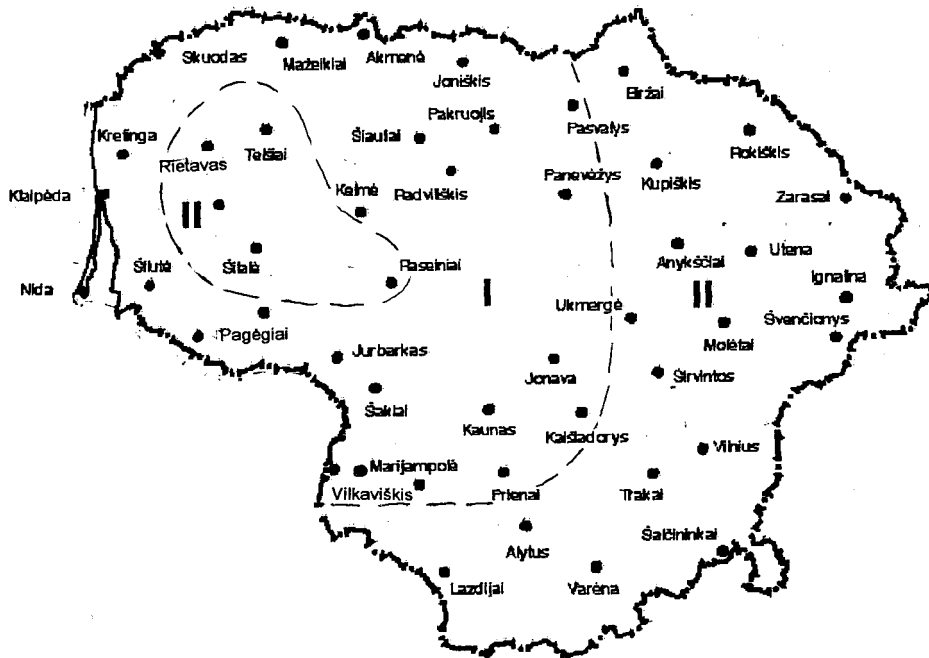 Skuodas
Mažeikiai
Akmenė
Joniškis
Biržai
Pakruojis
Pasvalys
Kretinga
Rietavas
Telšiai
Šiauliai
Rokiškis
Radviliškis
Panevėžys
Kupiškis
Klaipėda
Kelmė
Zarasai
II
Anykščiai
Utena
Šilutė
Šilalė
Raseiniai
Ignalina
Nida
I
II
Ukmergė
Švenčionys
Pagėgiai
Molėtai
Jurbarkas
Jonava
Širvintos
Šakiai
Kaunas
Kaišiadorys
Vilnius
Marijampolė
Vilkaviškis
Prienai
Trakai
Alytus
Šalčininkai
Lazdijai
Varėna